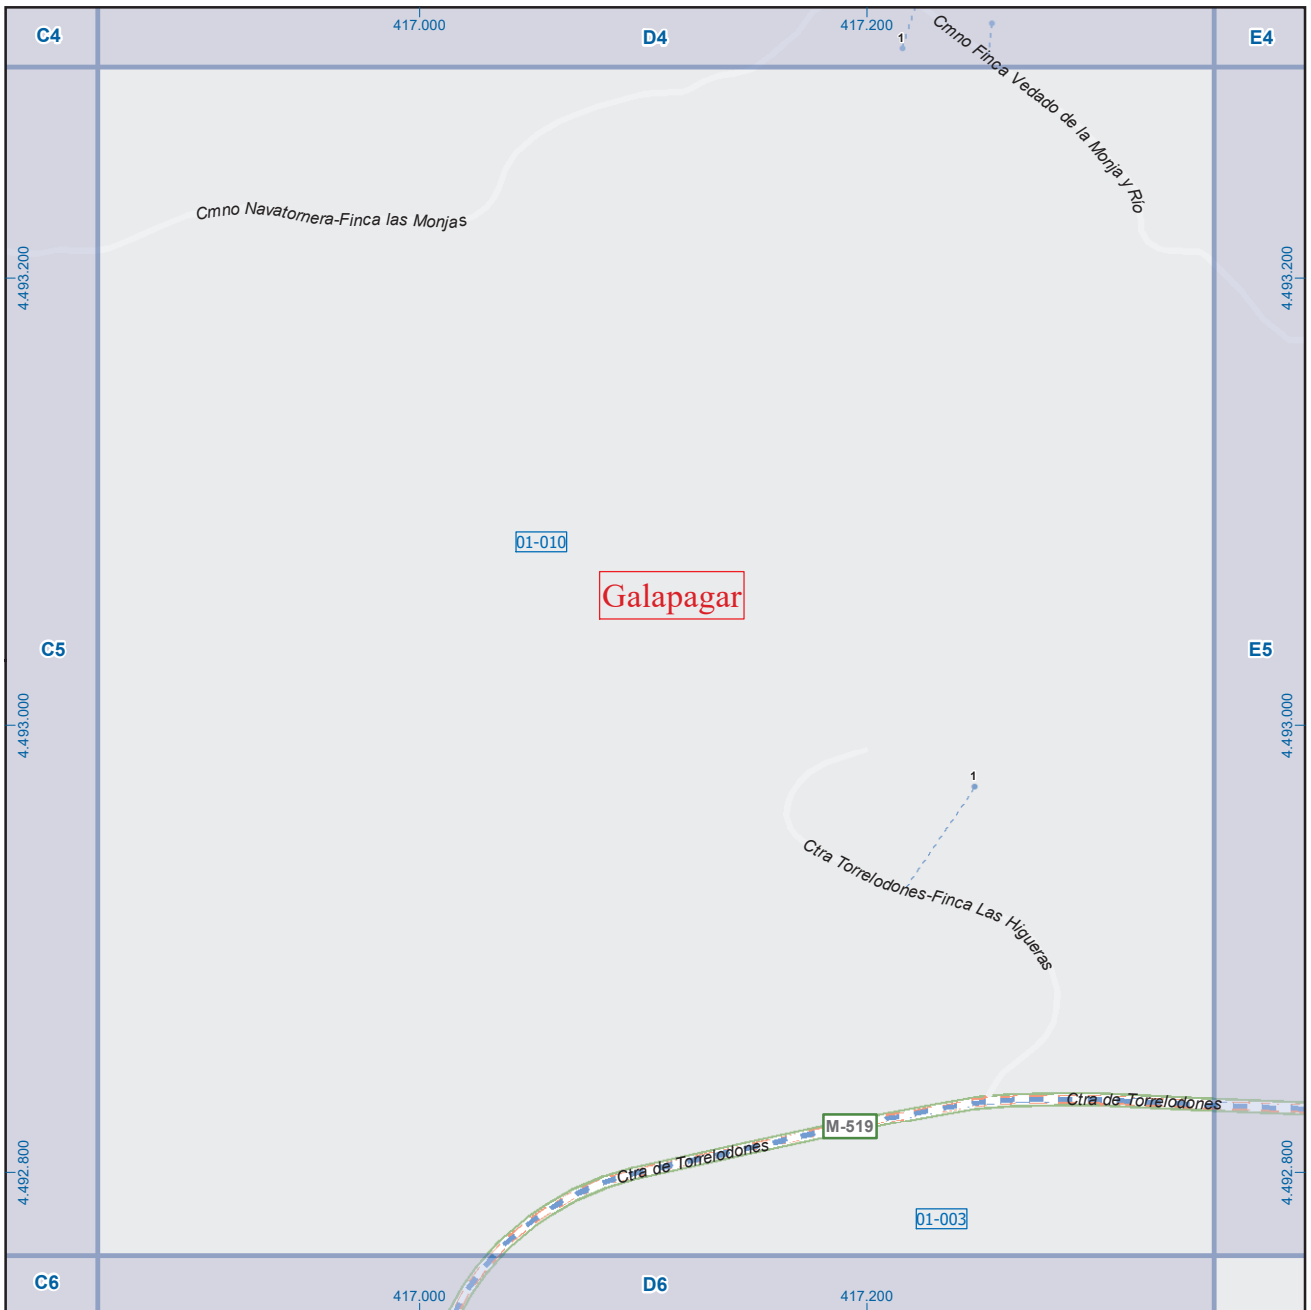 C4
417.000
D4
417.200
E4
1
Cmno Finca Vedado de la Monja y Río
Cmno Navatornera-Finca las Monjas
4.493.200
4.493.200
01-010
Galapagar
C5
E5
4.493.000
4.493.000
1
Ctra Torrelodones-Finca Las Higueras
Ctra de Torrelodones
M-519
Ctra de Torrelodones
4.492.800
4.492.800
01-003
C6
417.000
D6
417.200